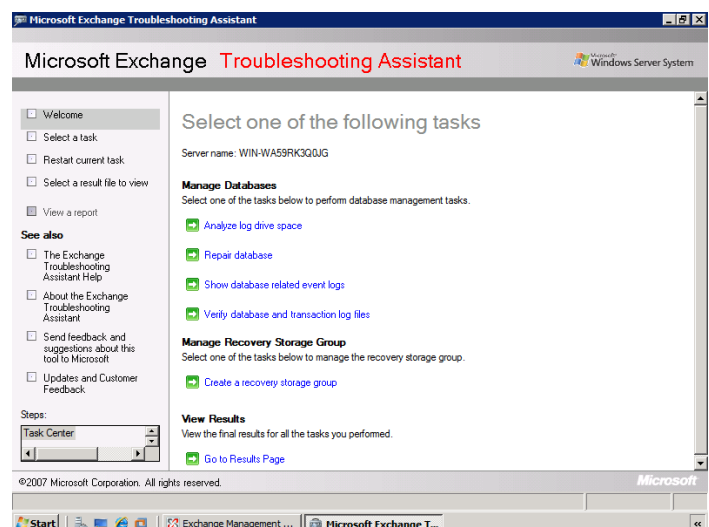 Microsoft Exchange Troubleshooting Assistant
Microsoft Exchange Troubleshooting Assistant
Microsoft
Windows Server System
Welcome
Select a task
Restart current task
Select a result file to view
View a report
See also
The Exchange
Troubleshooting
Assistant Help
About the Exchange
Troubleshooting
Assistant
Send feedback and
suggestions about this
tool to Microsoft
Updates and Customer
Feedback
Steps:
Task Center
Select one of the following tasks
Server name: WIN-WA59RK3Q0JG
Manage Databases
Select one of the tasks below to perform database management tasks.
Analyze log drive space
Repair database
Show database related event logs
Verify database and transaction log files
Manage Recovery Storage Group
Select one of the tasks below to manage the recovery storage group.
Create a recovery storage group
View Results
View the final results for all the tasks you performed.
Go to Results Page
©2007 Microsoft Corporation. All rights reserved.
Microsoft
Start
Exchange Management ...
Microsoft Exchange T...